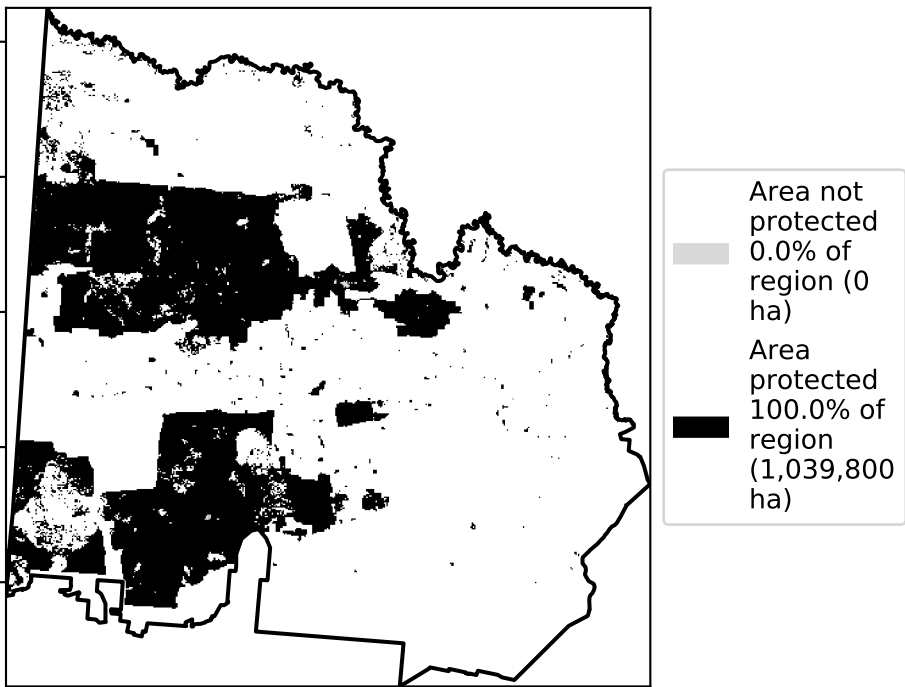 Area not
protected
0.0% of
region (0
ha)
Area
protected
100.0% of
region
(1,039,800
ha)